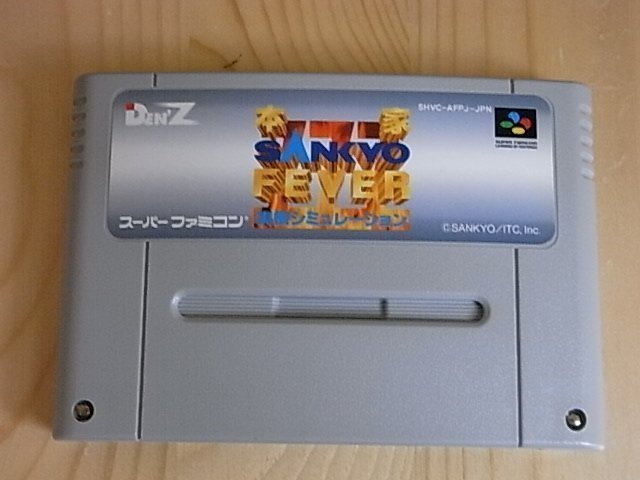 DEN'Z
SHVC-AFPJ-JPN
本家
SANKYO
FEVER
実機シミュレーション
スーパーファミコン®
©SANKYO/ITC, Inc.